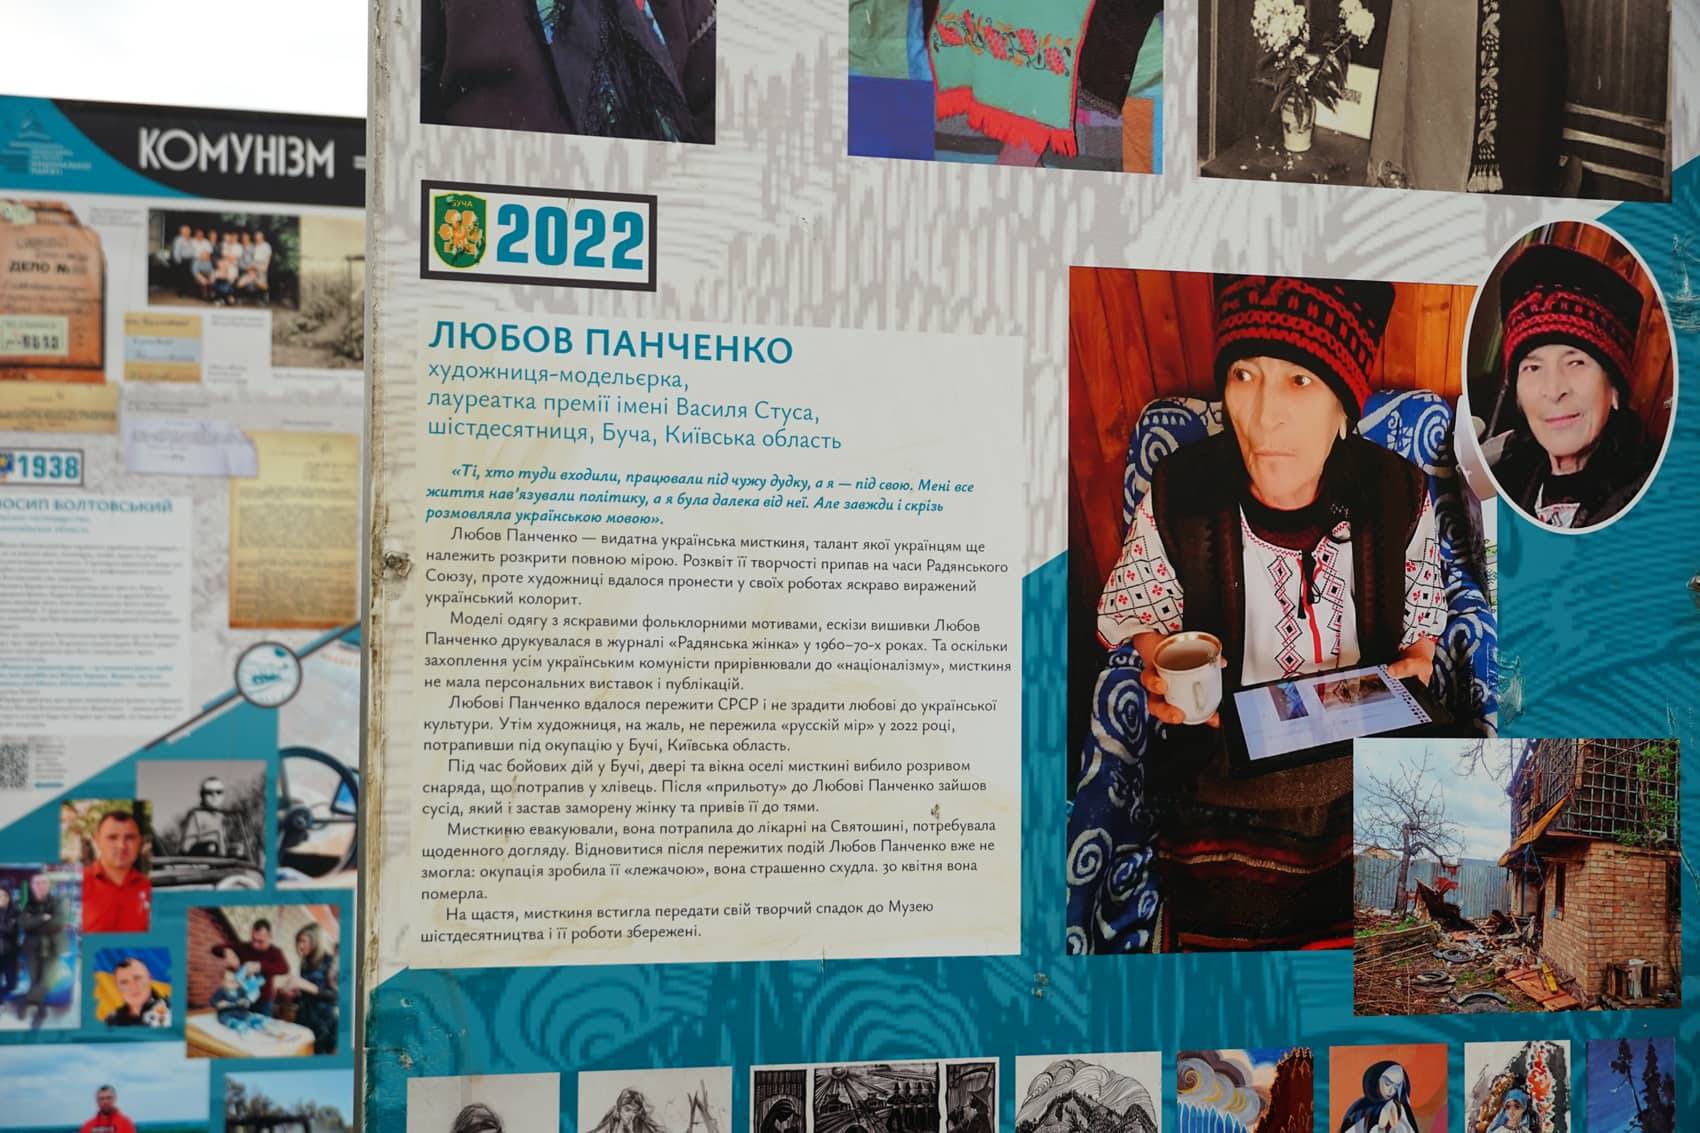 КОМУНІЗМ =
ДЕЛО №
БУЧА
2022
1938
ОСИП БОЛТОВСЬКИЙ
ЛЮБОВ ПАНЧЕНКО
художниця-модельєрка,
лауреатка премії імені Василя Стуса,
шістдесятниця, Буча, Київська область
«Ті, хто туди входили, працювали під чужу дудку, а я — під свою. Мені все
життя нав’язували політику, а я була далека від неї. Але завжди і скрізь
розмовляла українською мовою».
Любов Панченко — видатна українська мисткиня, талант якої українцям ще
належить розкрити повною мірою. Розквіт її творчості припав на часи Радянського
Союзу, проте художниці вдалося пронести у своїх роботах яскраво виражений
український колорит.
Моделі одягу з яскравими фольклорними мотивами, ескізи вишивки Любов
Панченко друкувалася в журналі «Радянська жінка» у 1960–70-х роках. Та оскільки
захоплення усім українським комуністи прирівнювали до «націоналізму», мисткиня
не мала персональних виставок і публікацій.
Любові Панченко вдалося пережити СРСР і не зрадити любові до української
культури. Утім художниця, на жаль, не пережила «русскій мір» у 2022 році,
потрапивши під окупацію у Бучі, Київська область.
Під час бойових дій у Бучі, двері та вікна оселі мисткині вибило розривом
снаряда, що потрапив у хлівець. Після «прильоту» до Любові Панченко зайшов
сусід, який і застав заморену жінку та привів її до тями.
Мисткиню евакуювали, вона потрапила до лікарні на Святошині, потребувала
щоденного догляду. Відновитися після пережитих подій Любов Панченко вже не
змогла: окупація зробила її «лежачою», вона страшенно схудла. 30 квітня вона
померла.
На щастя, мисткиня встигла передати свій творчий спадок до Музею
шістдесятництва і її роботи збережені.